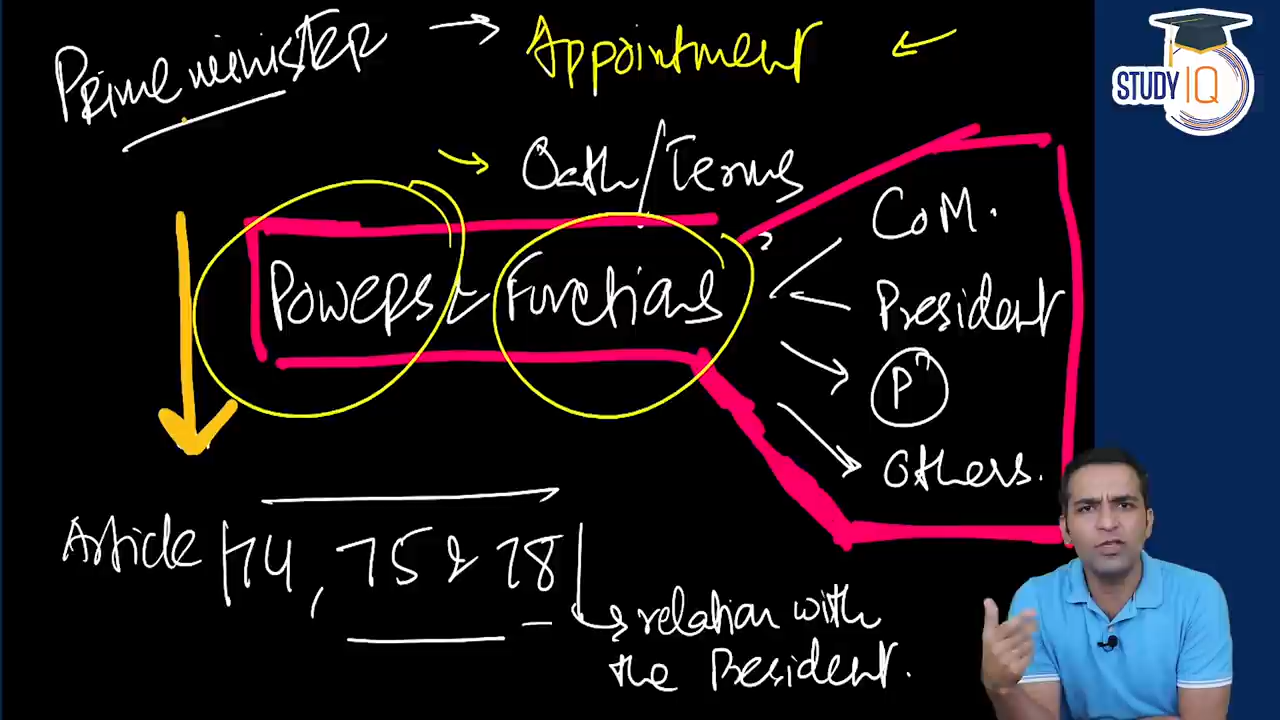 Prime minister → Appointment ←
STUDY IQ
→ Oath/Terms
Powers & Functions
CoM.
President
P
Others.
Article 74, 75 & 78
relation with
the President.